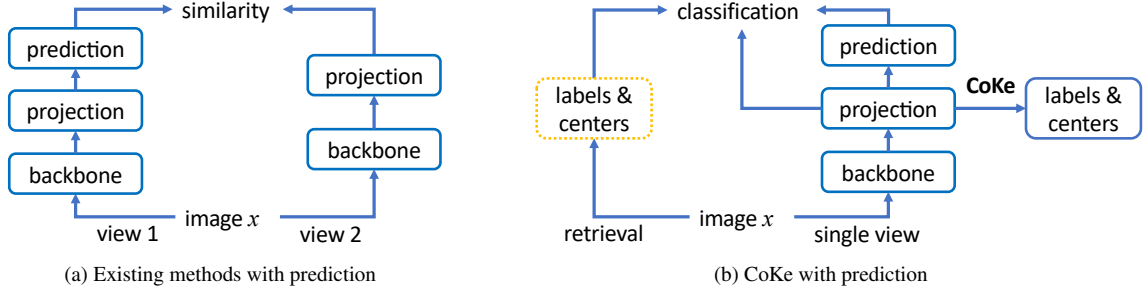 similarity
prediction
projection
projection
backbone
backbone
image x
view 1
view 2
(a) Existing methods with prediction
classification
prediction
CoKe
labels &
centers
projection
labels &
centers
backbone
image x
retrieval
single view
(b) CoKe with prediction